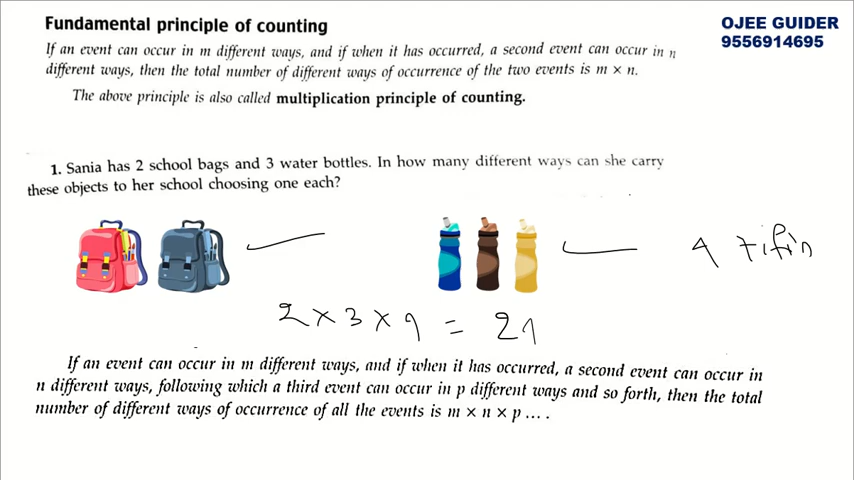 Fundamental principle of counting
OJEE GUIDER
9556914695
If an event can occur in m different ways, and if when it has occurred, a second event can occur in n
different ways, then the total number of different ways of occurrence of the two events is m × n.
The above principle is also called multiplication principle of counting.
1. Sania has 2 school bags and 3 water bottles. In how many different ways can she carry
these objects to her school choosing one each?
4 tifin
2 × 3 × 4 = 24
If an event can occur in m different ways, and if when it has occurred, a second event can occur in
n different ways, following which a third event can occur in p different ways and so forth, then the total
number of different ways of occurrence of all the events is m × n × p ... .